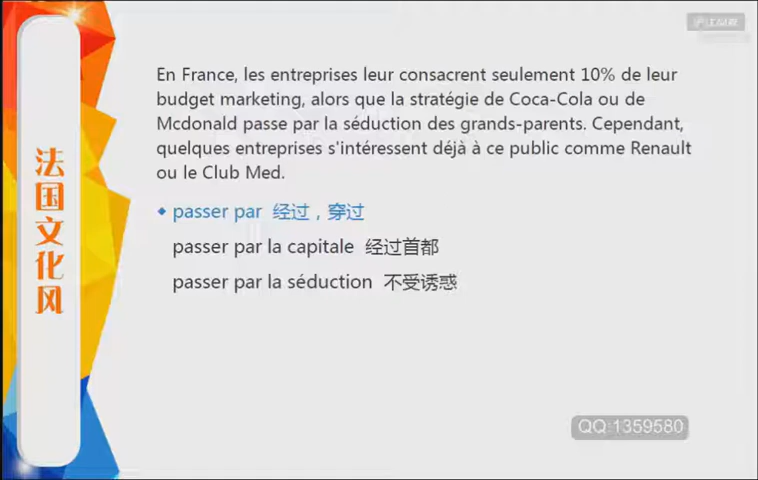 法国文化风
En France, les entreprises leur consacrent seulement 10% de leur
budget marketing, alors que la stratégie de Coca-Cola ou de
Mcdonald passe par la séduction des grands-parents. Cependant,
quelques entreprises s'intéressent déjà à ce public comme Renault
ou le Club Med.
passer par 经过，穿过
passer par la capitale 经过首都
passer par la séduction 不受诱惑
QQ:1359580